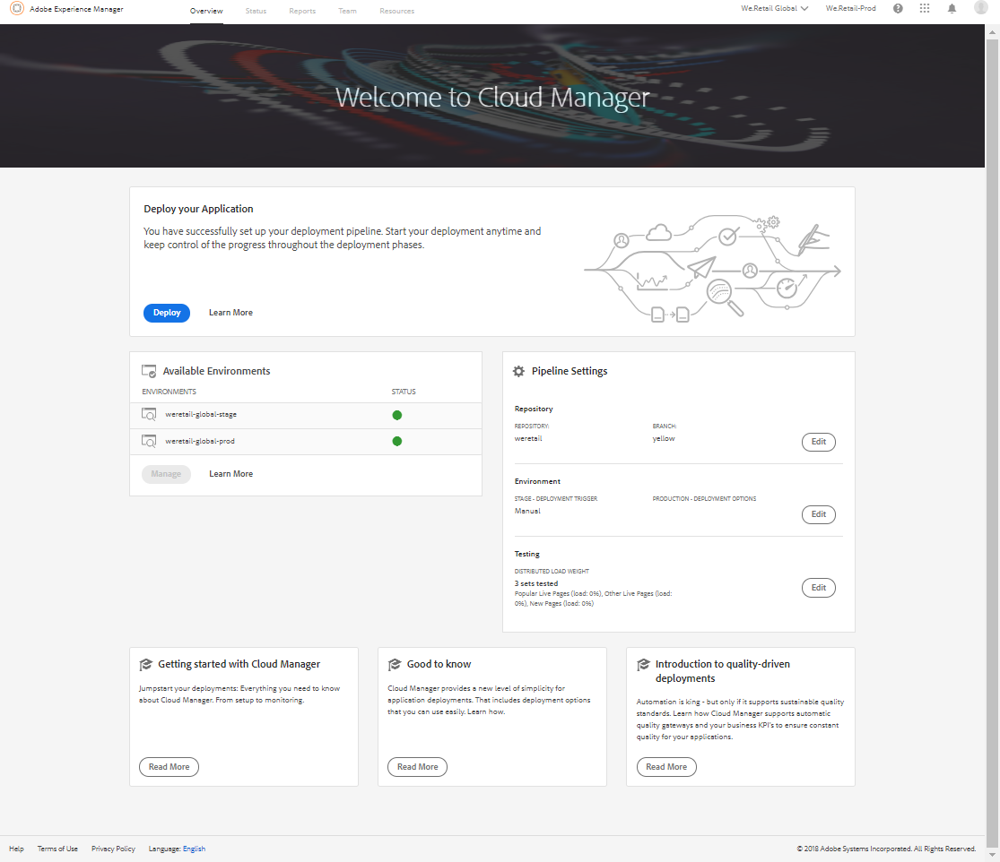 Adobe Experience Manager
Overview Status Reports Team Resources
We.Retail Global We.Retail-Prod
Welcome to Cloud Manager
Deploy your Application
You have successfully set up your deployment pipeline. Start your deployment anytime and
keep control of the progress throughout the deployment phases.
Deploy Learn More
Available Environments
ENVIRONMENTS STATUS
weretail-global-stage
weretail-global-prod
Manage Learn More
Pipeline Settings
Repository
REPOSITORY: BRANCH:
weretail yellow
Edit
Environment
STAGE - DEPLOYMENT TRIGGER PRODUCTION - DEPLOYMENT OPTIONS
Manual
Edit
Testing
DISTRIBUTED LOAD WEIGHT
3 sets tested
Popular Live Pages (load: 0%), Other Live Pages (load:
0%), New Pages (load: 0%)
Edit
Getting started with Cloud Manager
Jumpstart your deployments: Everything you need to know
about Cloud Manager. From setup to monitoring.
Read More
Good to know
Cloud Manager provides a new level of simplicity for
application deployments. That includes deployment options
that you can use easily. Learn how.
Read More
Introduction to quality-driven
deployments
Automation is king - but only if it supports sustainable quality
standards. Learn how Cloud Manager supports automatic
quality gateways and your business KPI's to ensure constant
quality for your applications.
Read More
Help Terms of Use Privacy Policy Language: English
© 2018 Adobe Systems Incorporated. All Rights Reserved.